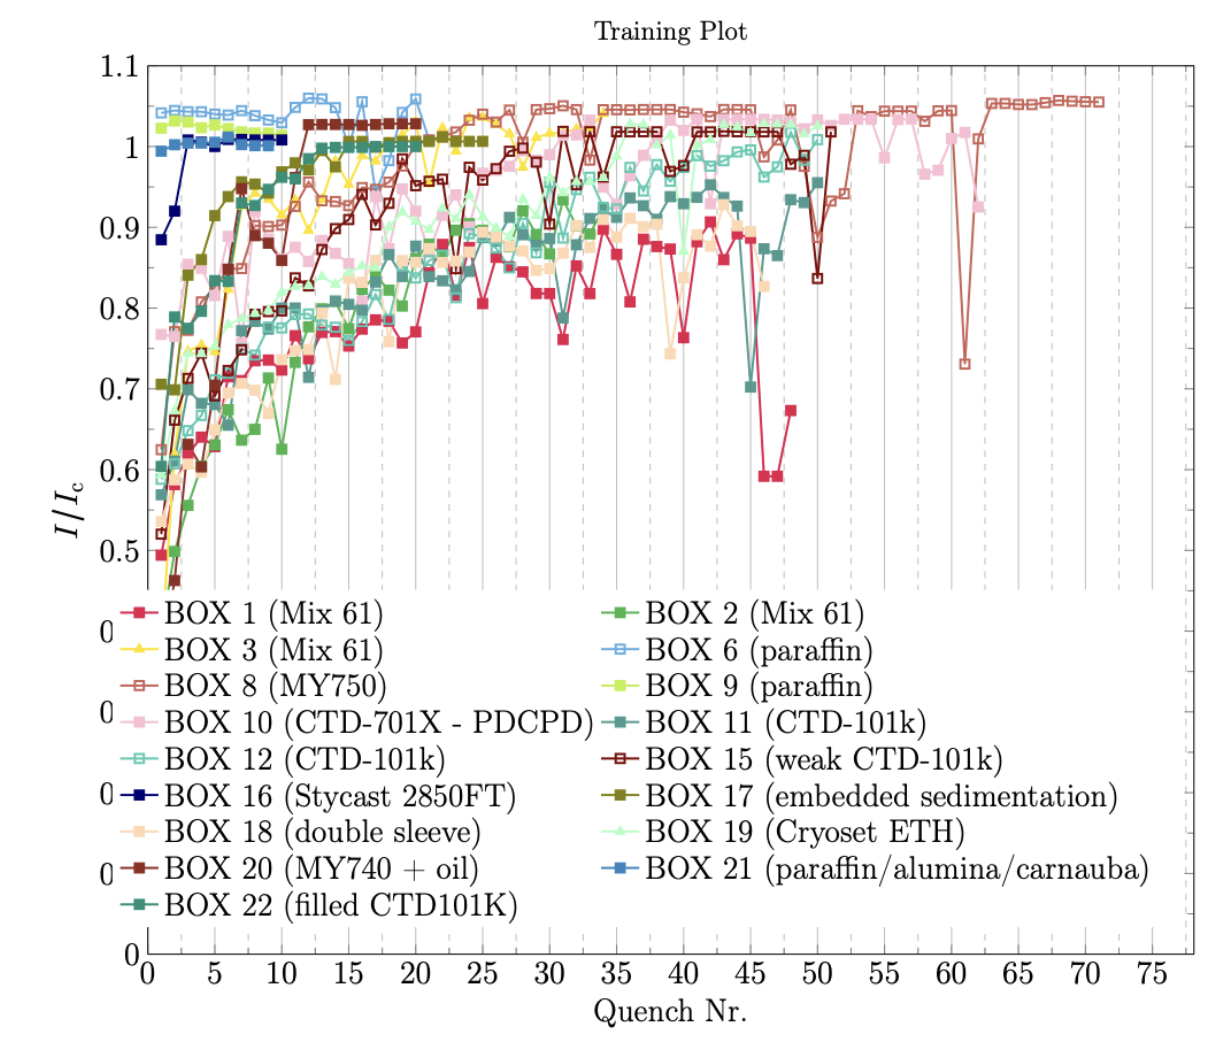 Training Plot
1.1
1
0.9
0.8
0.7
0.6
0.5
0
0
0
0
0
I/Ic
BOX 1 (Mix 61)
BOX 2 (Mix 61)
BOX 3 (Mix 61)
BOX 6 (paraffin)
BOX 8 (MY750)
BOX 9 (paraffin)
BOX 10 (CTD-701X - PDCPD)
BOX 11 (CTD-101k)
BOX 12 (CTD-101k)
BOX 15 (weak CTD-101k)
BOX 16 (Stycast 2850FT)
BOX 17 (embedded sedimentation)
BOX 18 (double sleeve)
BOX 19 (Cryoset ETH)
BOX 20 (MY740 + oil)
BOX 21 (paraffin/alumina/carnauba)
BOX 22 (filled CTD101K)
0 5 10 15 20 25 30 35 40 45 50 55 60 65 70 75
Quench Nr.